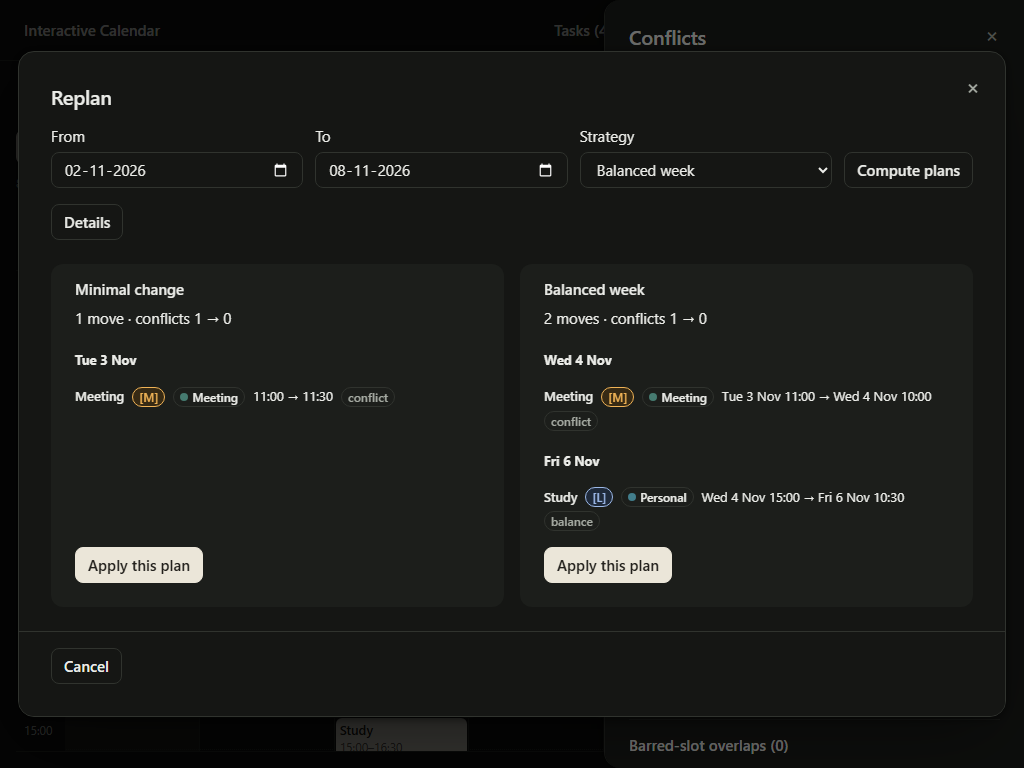 Interactive Calendar
Tasks (4
Conflicts
×
Replan
×
From
To
Strategy
02-11-2026
08-11-2026
Balanced week
Compute plans
Details
Minimal change
1 move · conflicts 1 → 0
Tue 3 Nov
Meeting [M] Meeting 11:00 → 11:30 conflict
Apply this plan
Balanced week
2 moves · conflicts 1 → 0
Wed 4 Nov
Meeting [M] Meeting Tue 3 Nov 11:00 → Wed 4 Nov 10:00
conflict
Fri 6 Nov
Study [L] Personal Wed 4 Nov 15:00 → Fri 6 Nov 10:30
balance
Apply this plan
Cancel
15:00
Study
15:00–16:30
Barred-slot overlaps (0)